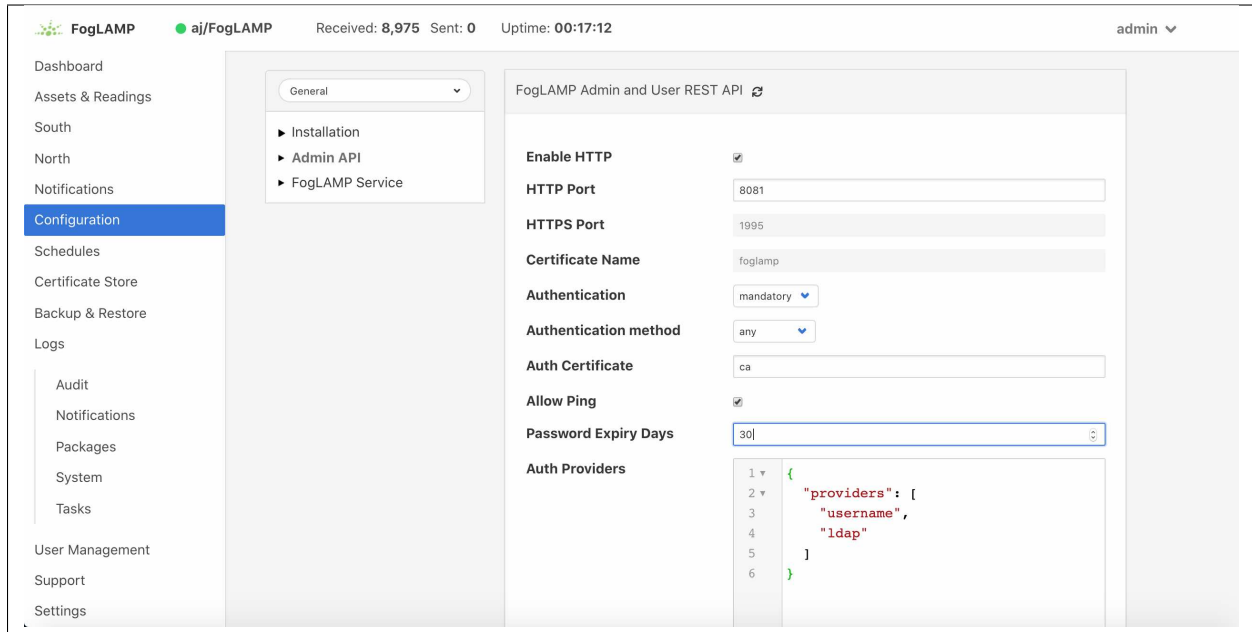 FogLAMP aj/FogLAMP Received: 8,975 Sent: 0 Uptime: 00:17:12 admin
Dashboard
Assets & Readings
South
North
Notifications
Configuration
Schedules
Certificate Store
Backup & Restore
Logs
Audit
Notifications
Packages
System
Tasks
User Management
Support
Settings
General
Installation
Admin API
FogLAMP Service
FogLAMP Admin and User REST API
Enable HTTP
HTTP Port 8081
HTTPS Port 1995
Certificate Name foglamp
Authentication mandatory
Authentication method any
Auth Certificate ca
Allow Ping
Password Expiry Days 30
Auth Providers
1 {
2 "providers": [
3 "username",
4 "ldap"
5 ]
6 }